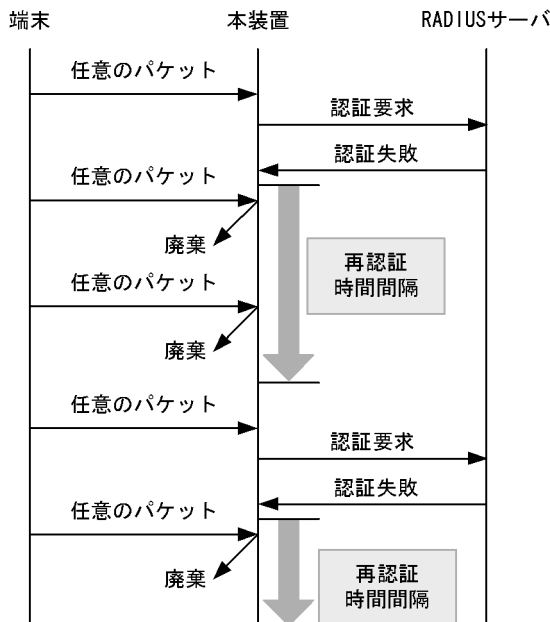 端末
本装置
RADIUSサーバ
任意のパケット
認証要求
認証失敗
任意のパケット
廃棄
再認証
時間間隔
任意のパケット
廃棄
任意のパケット
認証要求
認証失敗
任意のパケット
廃棄
再認証
時間間隔